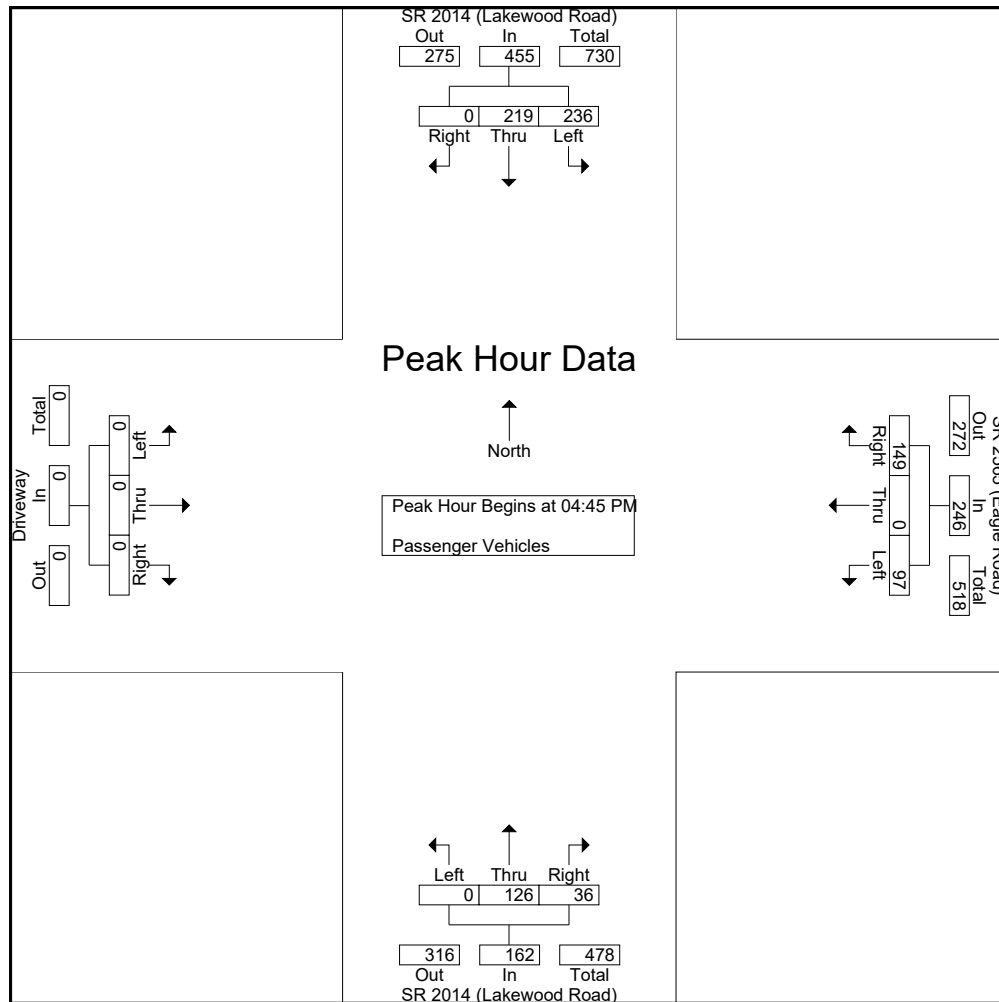 SR 2014 (Lakewood Road)
Out In Total
275 455 730
0 219 236
Right Thru Left
Peak Hour Data
North
Peak Hour Begins at 04:45 PM
Passenger Vehicles
Driveway
Out In Total
0 0 0
0 0 0
Right Thru Left
(Eagle Road)
Out In Total
272 246 518
149 0 97
Right Thru Left
Left Thru Right
0 126 36
316 162 478
Out In Total
SR 2014 (Lakewood Road)